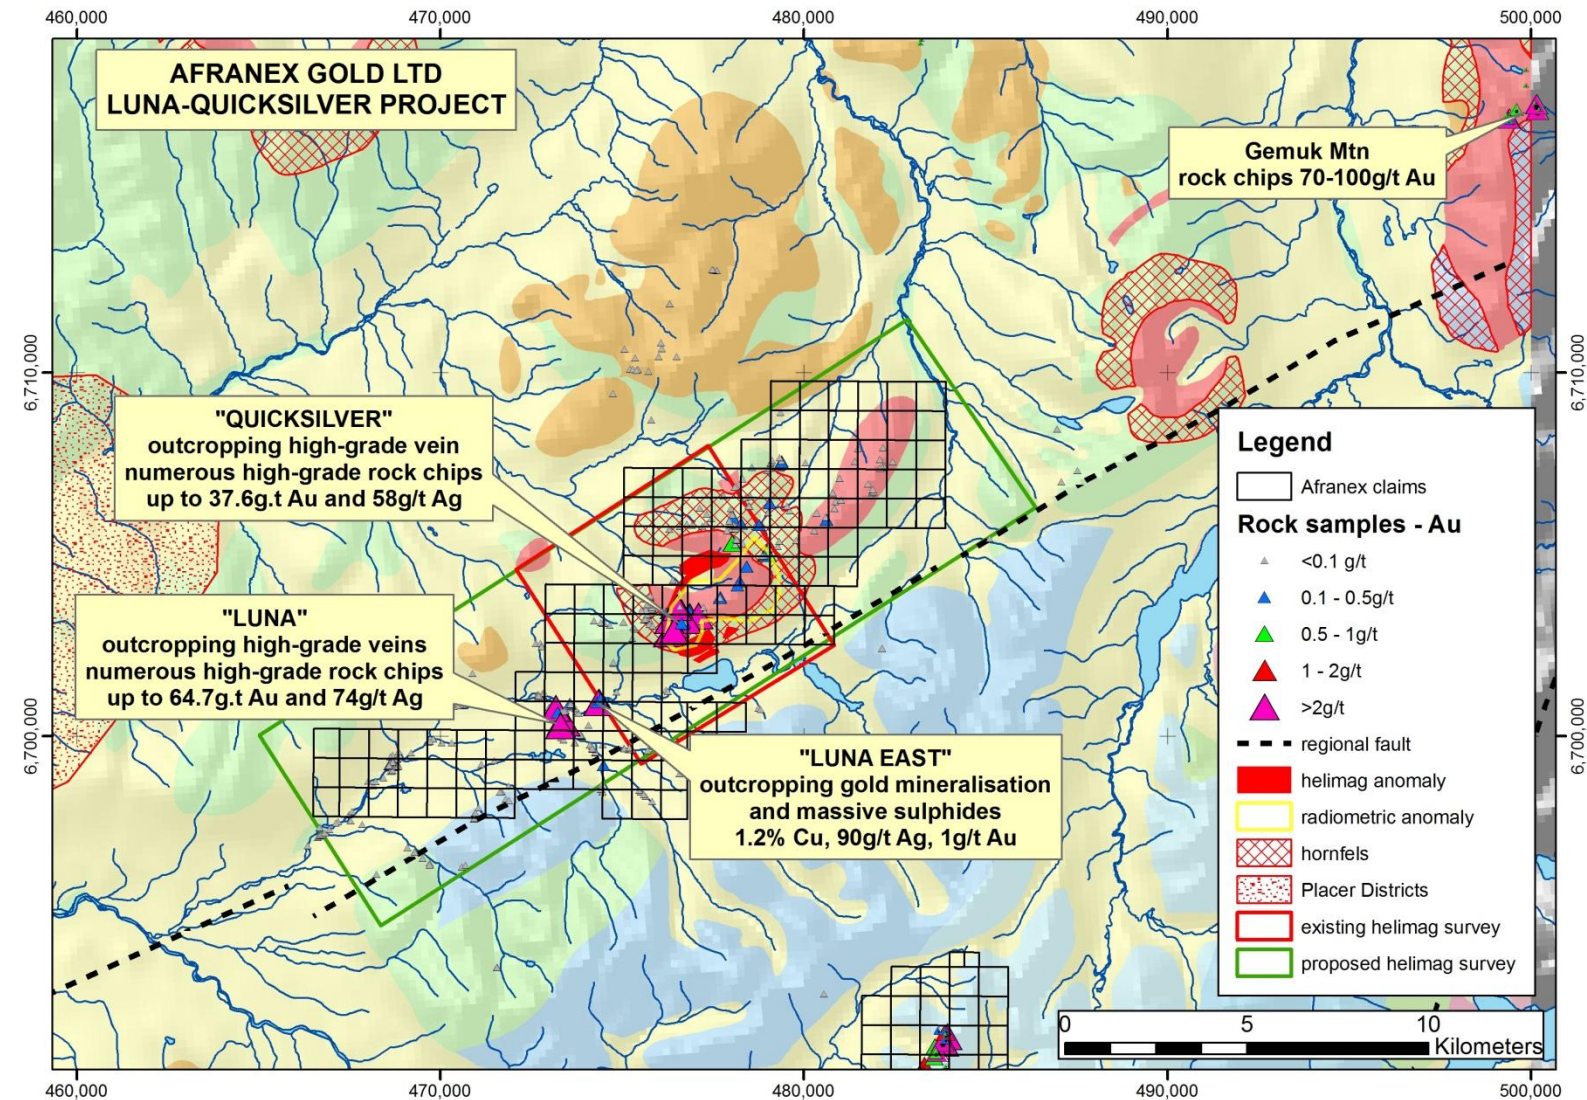 460,000
470,000
480,000
490,000
500,000
AFRANEX GOLD LTD
LUNA-QUICKSILVER PROJECT
Gemuk Mtn
rock chips 70-100g/t Au
6,710,000
6,710,000
"QUICKSILVER"
outcropping high-grade vein
numerous high-grade rock chips
up to 37.6g.t Au and 58g/t Ag
"LUNA"
outcropping high-grade veins
numerous high-grade rock chips
up to 64.7g.t Au and 74g/t Ag
"LUNA EAST"
outcropping gold mineralisation
and massive sulphides
1.2% Cu, 90g/t Ag, 1g/t Au
6,700,000
6,700,000
Legend
Afranex claims
Rock samples - Au
<0.1 g/t
0.1 - 0.5g/t
0.5 - 1g/t
1 - 2g/t
>2g/t
regional fault
helimag anomaly
radiometric anomaly
hornfels
Placer Districts
existing helimag survey
proposed helimag survey
0
5
10
Kilometers
460,000
470,000
480,000
490,000
500,000